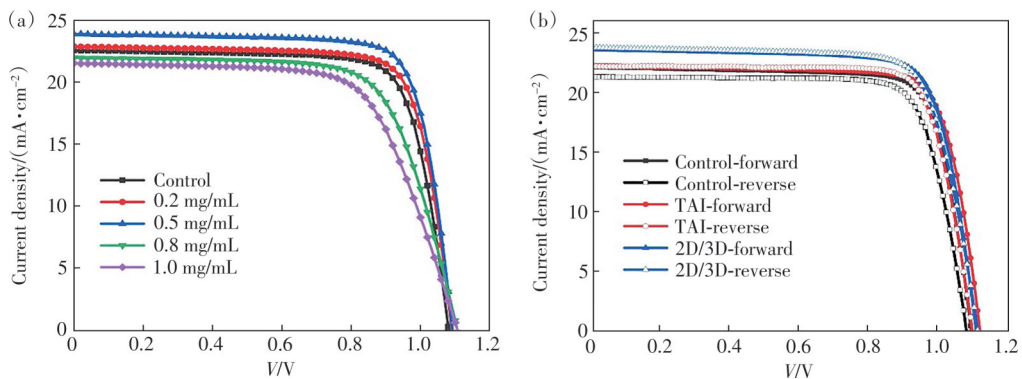 (a)
25
20
15
10
5
0
Current density/(mA·cm⁻²)
Control
0.2 mg/mL
0.5 mg/mL
0.8 mg/mL
1.0 mg/mL
0 0.2 0.4 0.6 0.8 1.0 1.2
V/V
(b)
25
20
15
10
5
0
Current density/(mA·cm⁻²)
Control-forward
Control-reverse
TAI-forward
TAI-reverse
2D/3D-forward
2D/3D-reverse
0 0.2 0.4 0.6 0.8 1.0 1.2
V/V